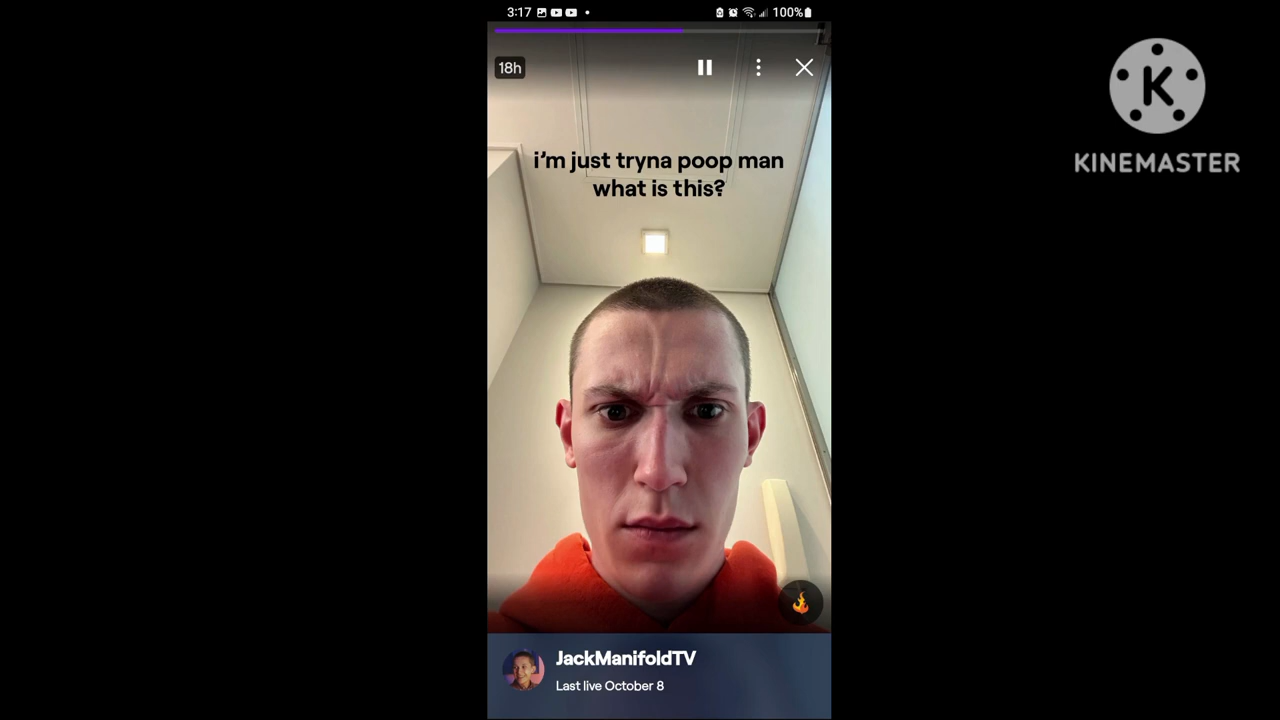 3:17
100%
18h
i'm just tryna poop man
what is this?
K
KINEMASTER
JackManifoldTV
Last live October 8